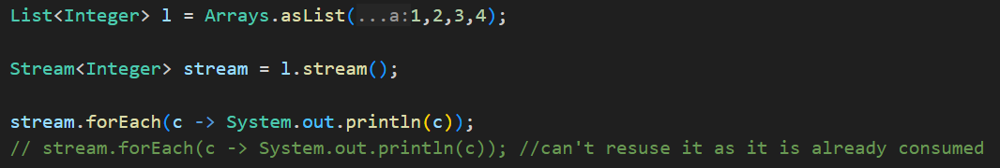 List<Integer> l = Arrays.asList(...a:1,2,3,4);
Stream<Integer> stream = l.stream();
stream.forEach(c -> System.out.println(c));
// stream.forEach(c -> System.out.println(c)); //can't resuse it as it is already consumed